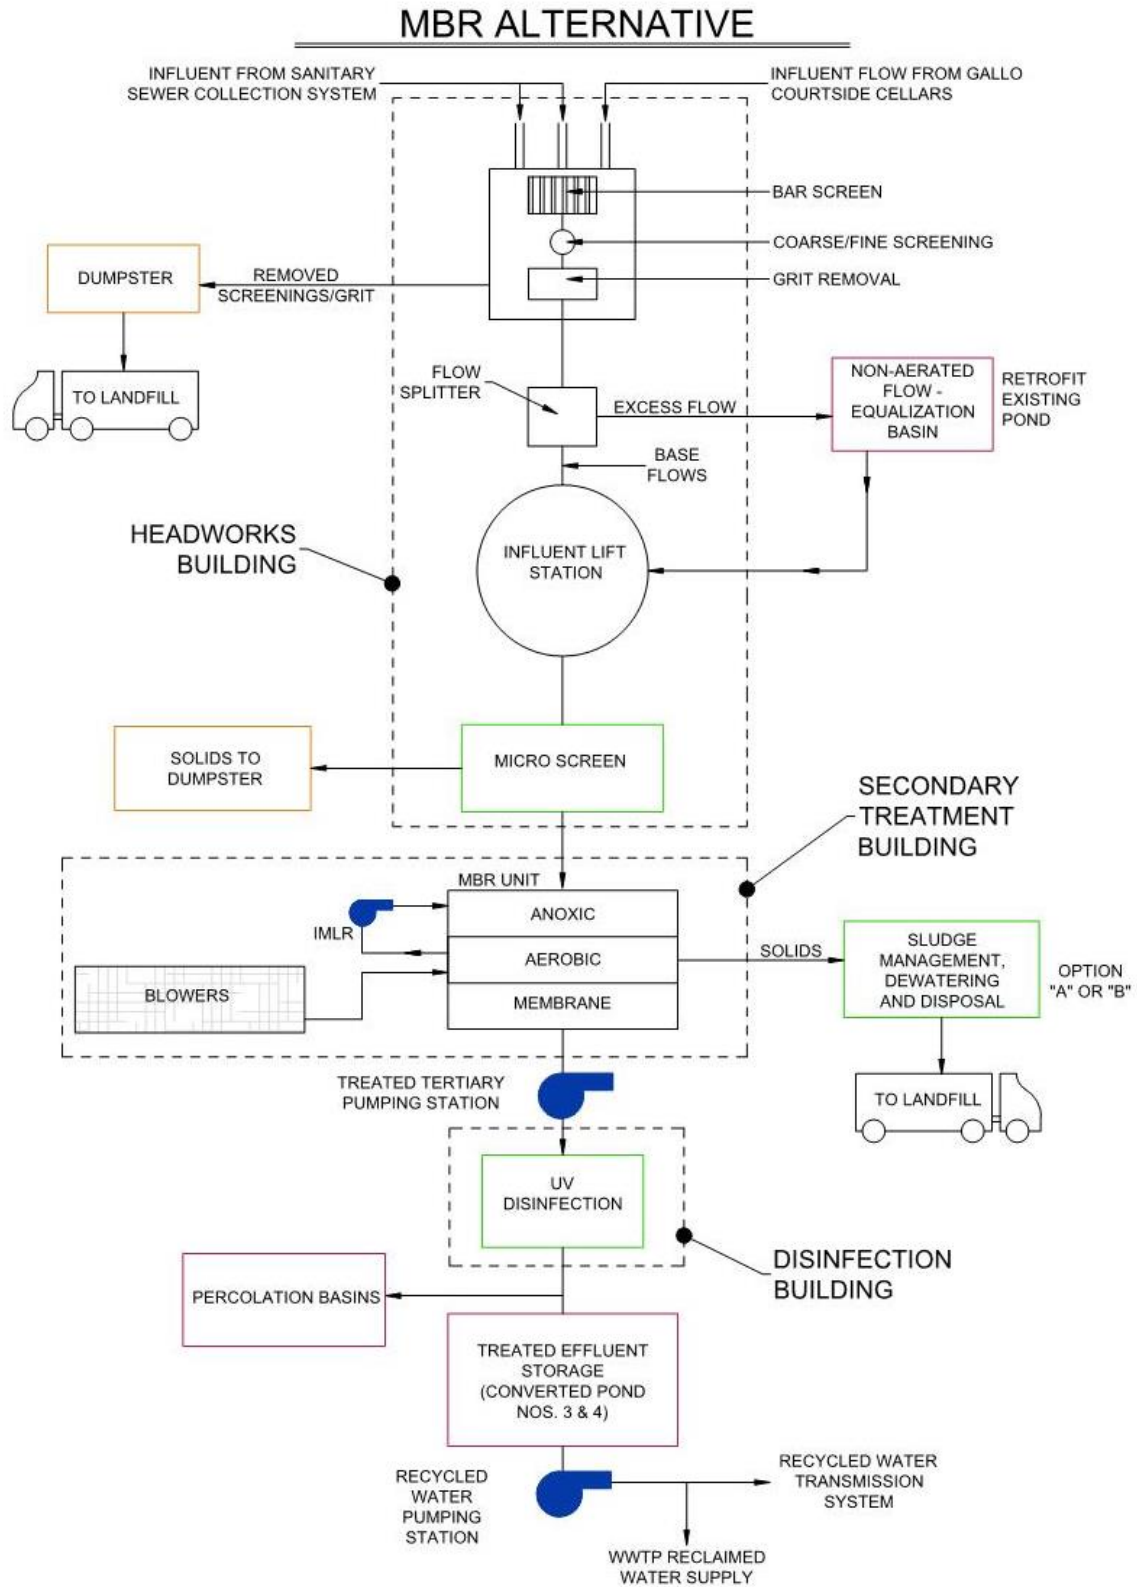 MBR ALTERNATIVE
INFLUENT FROM SANITARY
SEWER COLLECTION SYSTEM
INFLUENT FLOW FROM GALLO
COURTSIDE CELLARS
BAR SCREEN
COARSE/FINE SCREENING
GRIT REMOVAL
DUMPSTER
REMOVED
SCREENINGS/GRIT
TO LANDFILL
FLOW
SPLITTER
EXCESS FLOW
NON-AERATED
FLOW -
EQUALIZATION
BASIN
RETROFIT
EXISTING
POND
BASE
FLOWS
HEADWORKS
BUILDING
INFLUENT LIFT
STATION
SOLIDS TO
DUMPSTER
MICRO SCREEN
SECONDARY
TREATMENT
BUILDING
MBR UNIT
ANOXIC
IMLR
AEROBIC
BLOWERS
MEMBRANE
SOLIDS
SLUDGE
MANAGEMENT,
DEWATERING
AND DISPOSAL
OPTION
"A" OR "B"
TREATED TERTIARY
PUMPING STATION
TO LANDFILL
UV
DISINFECTION
DISINFECTION
BUILDING
PERCOLATION BASINS
TREATED EFFLUENT
STORAGE
(CONVERTED POND
NOS. 3 & 4)
RECYCLED
WATER
PUMPING
STATION
RECYCLED WATER
TRANSMISSION
SYSTEM
WWTP RECLAIMED
WATER SUPPLY